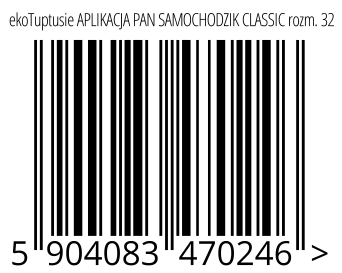 ekoTuptusie APLIKACJA PAN SAMOCHODZIK CLASSIC rozm. 32
5 904083 470246 >